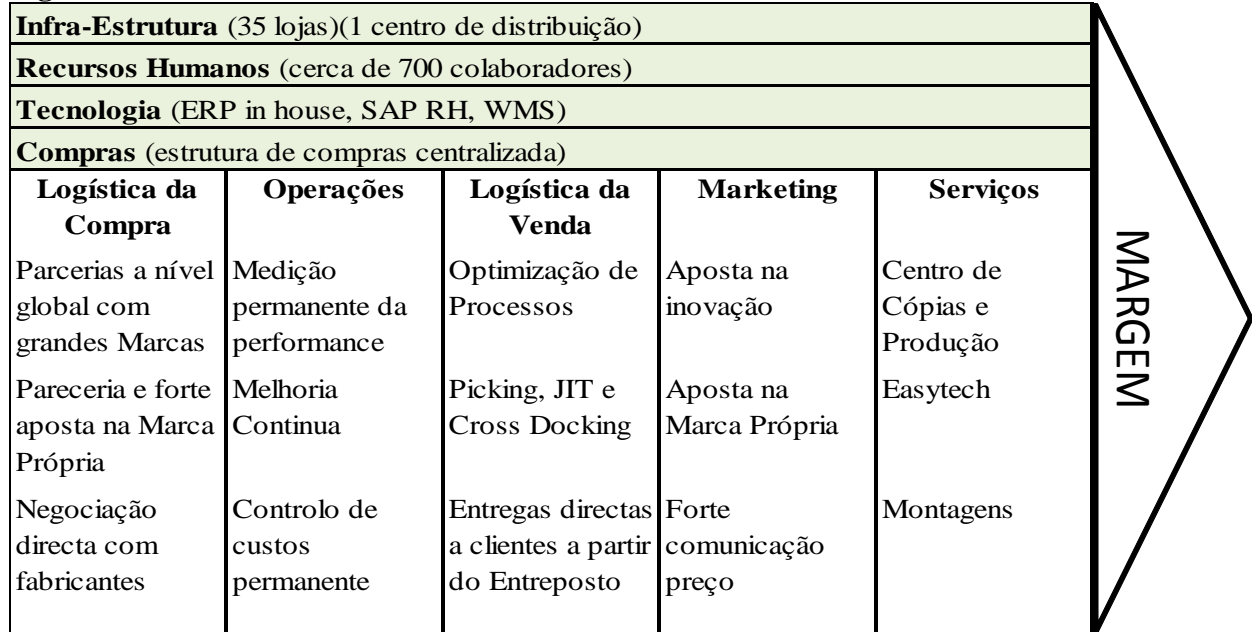 Infra-Estrutura (35 lojas)(1 centro de distribuição)
Recursos Humanos (cerca de 700 colaboradores)
Tecnologia (ERP in house, SAP RH, WMS)
Compras (estrutura de compras centralizada)
Logística da
Compra
Operações
Logística da
Venda
Marketing
Serviços
Parcerias a nível
global com
grandes Marcas
Medição
permanente da
performance
Optimização de
Processos
Aposta na
inovação
Centro de
Cópias e
Produção
Pareceria e forte
aposta na Marca
Própria
Melhoria
Continua
Picking, JIT e
Cross Docking
Aposta na
Marca Própria
Easytech
Negociação
directa com
fabricantes
Controlo de
custos
permanente
Entregas directas
a clientes a partir
do Entreposto
Forte
comunicação
preço
Montagens
MARGEM